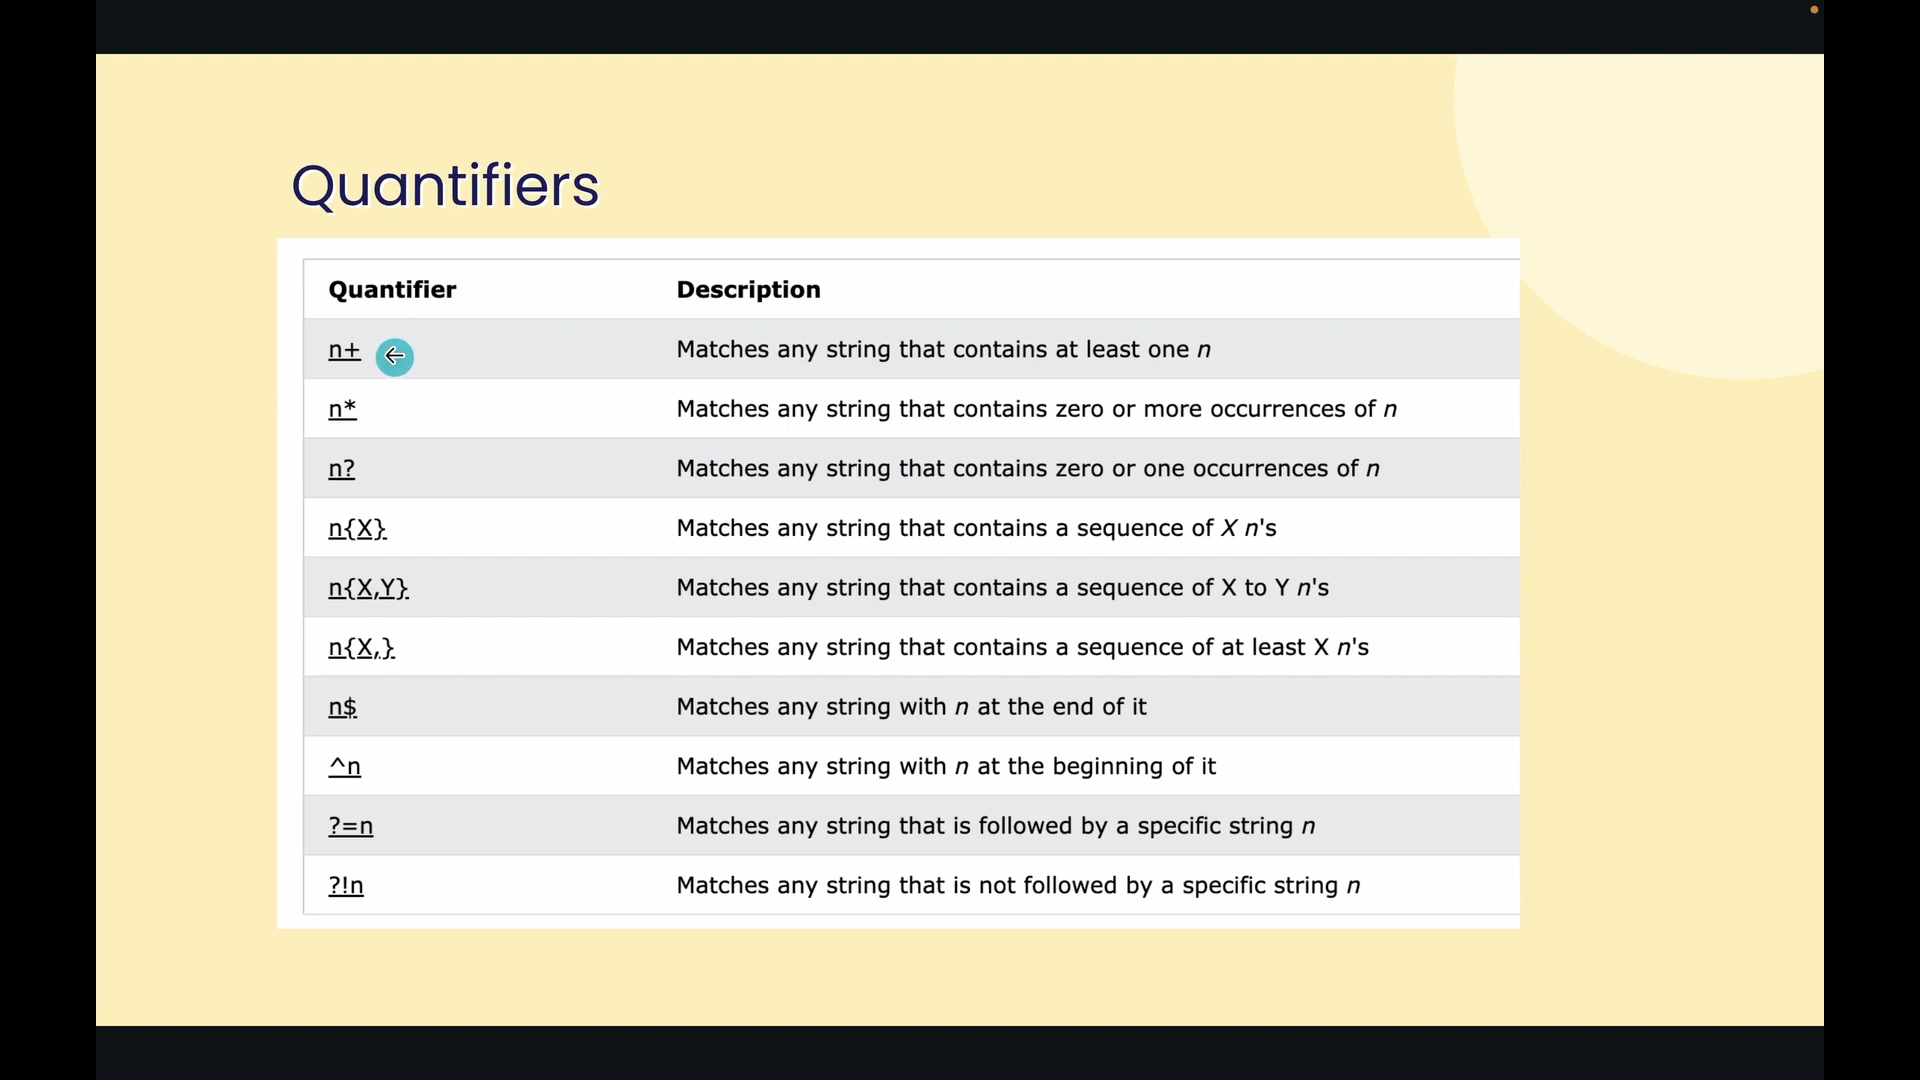 Quantifiers
Quantifier Description
n+ Matches any string that contains at least one n
n* Matches any string that contains zero or more occurrences of n
n? Matches any string that contains zero or one occurrences of n
n{X} Matches any string that contains a sequence of X n's
n{X,Y} Matches any string that contains a sequence of X to Y n's
n{X,} Matches any string that contains a sequence of at least X n's
n$ Matches any string with n at the end of it
^n Matches any string with n at the beginning of it
?=n Matches any string that is followed by a specific string n
?!n Matches any string that is not followed by a specific string n